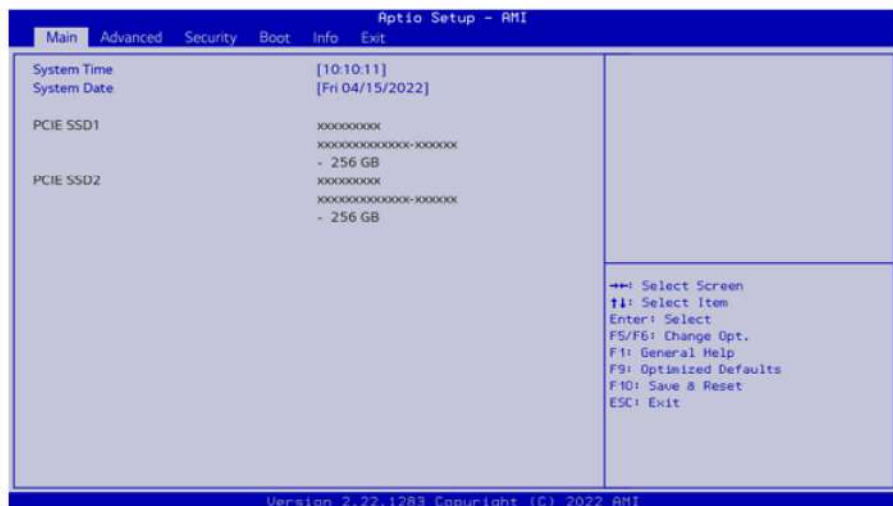 Aptio Setup - AMI
Main Advanced Security Boot Info Exit
System Time [10:10:11]
System Date [Fri 04/15/2022]
PCIE SSD1 xxxxxxxxx
xxxxxxxxxxxxx-xxxxxx
- 256 GB
PCIE SSD2 xxxxxxxxx
xxxxxxxxxxxxx-xxxxxx
- 256 GB
→←: Select Screen
↑↓: Select Item
Enter: Select
F5/F6: Change Opt.
F1: General Help
F9: Optimized Defaults
F10: Save & Reset
ESC: Exit
Version 2.22.1283 Copyright (C) 2022 AMI